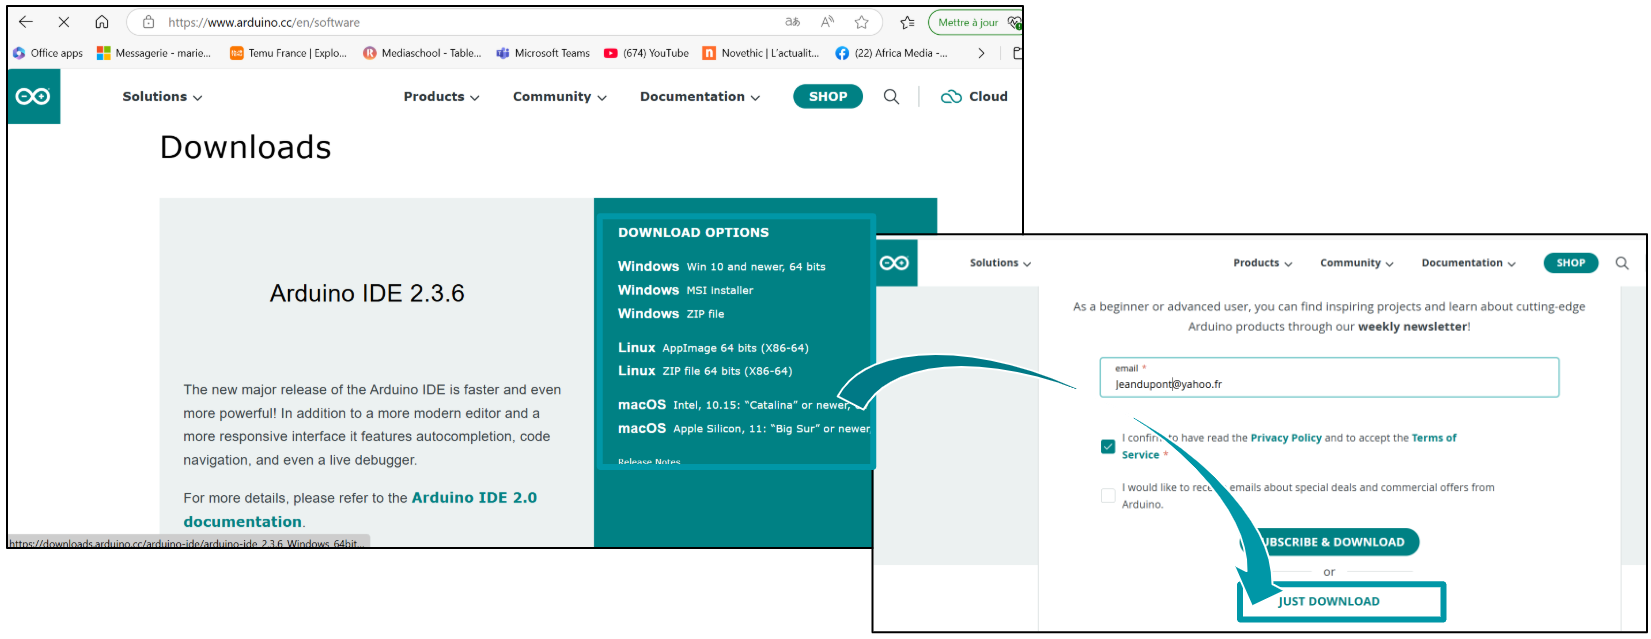 https://www.arduino.cc/en/software
Mettre à jour
Office apps
Messagerie - marie...
Temu France | Explo...
Mediaschool - Table...
Microsoft Teams
(674) YouTube
Novethic | L'actualit...
(22) Africa Media -...
Solutions
Products
Community
Documentation
SHOP
Cloud
Downloads
Arduino IDE 2.3.6
The new major release of the Arduino IDE is faster and even
more powerful! In addition to a more modern editor and a
more responsive interface it features autocompletion, code
navigation, and even a live debugger.
For more details, please refer to the Arduino IDE 2.0
documentation.
https://downloads.arduino.cc/arduino-ide/arduino-ide_2.3.6_Windows_64bit...
DOWNLOAD OPTIONS
Windows Win 10 and newer, 64 bits
Windows MSI installer
Windows ZIP file
Linux AppImage 64 bits (X86-64)
Linux ZIP file 64 bits (X86-64)
macOS Intel, 10.15: “Catalina” or newer,
macOS Apple Silicon, 11: “Big Sur” or newer
Release Notes
Solutions
Products
Community
Documentation
SHOP
As a beginner or advanced user, you can find inspiring projects and learn about cutting-edge
Arduino products through our weekly newsletter!
email *
Jeandupont@yahoo.fr
I confirm to have read the Privacy Policy and to accept the Terms of
Service *
I would like to receive emails about special deals and commercial offers from
Arduino.
SUBSCRIBE & DOWNLOAD
or
JUST DOWNLOAD